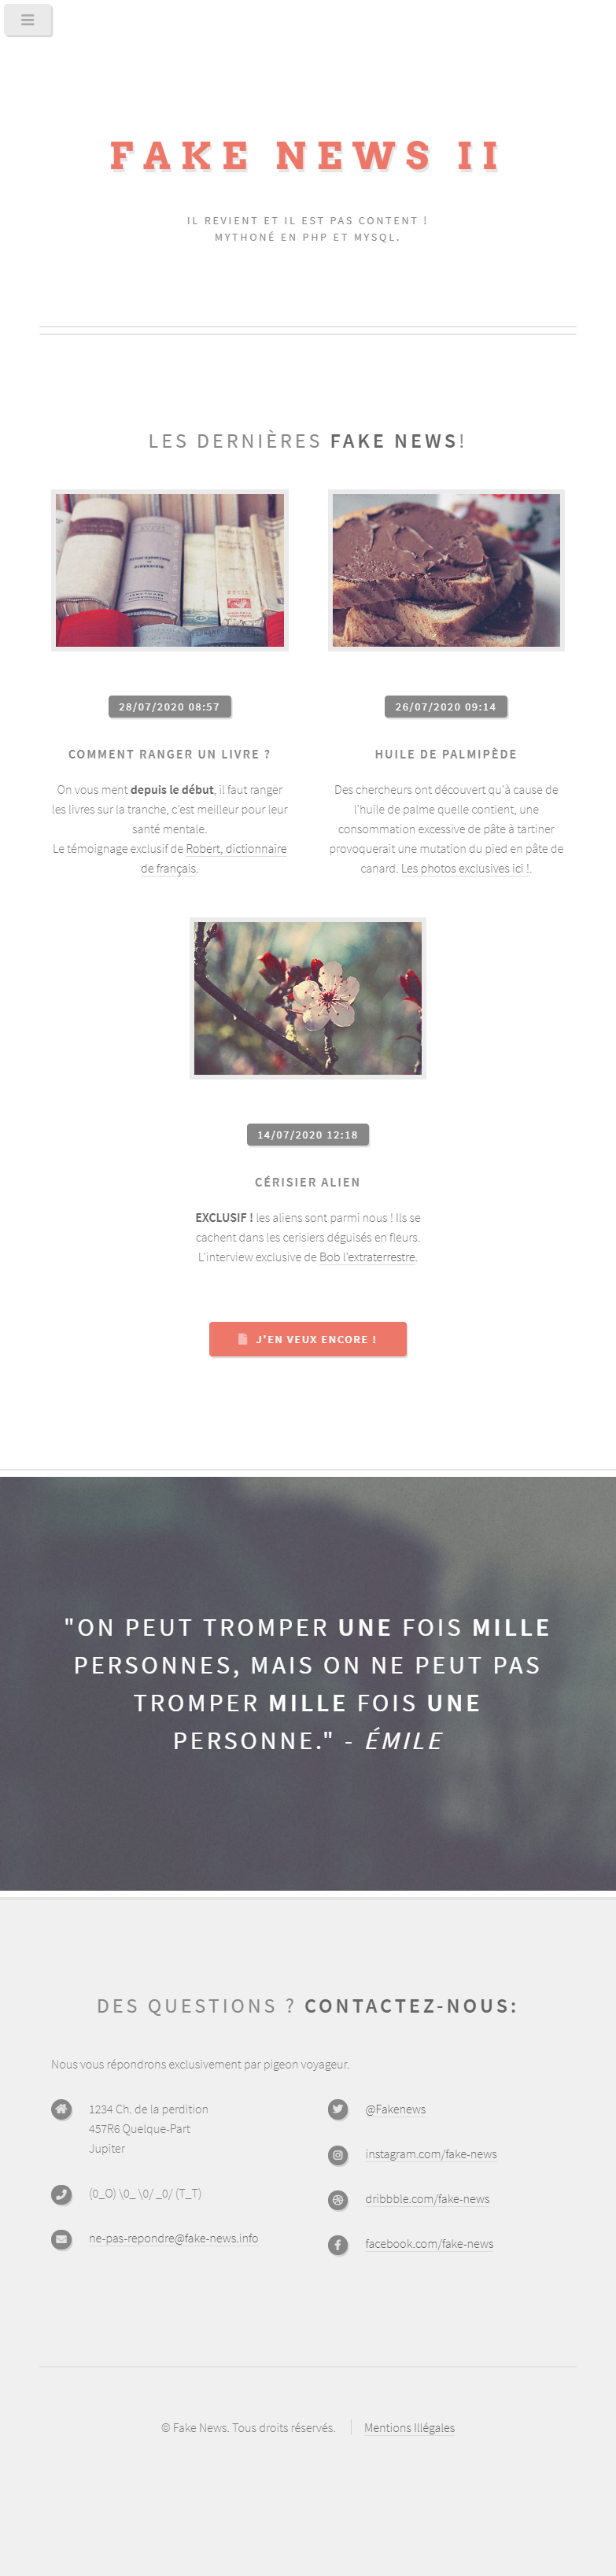 FAKE NEWS II
IL REVIENT ET IL EST PAS CONTENT !
MYTHONÉ EN PHP ET MYSQL.
LES DERNIÈRES FAKE NEWS!
28/07/2020 08:57
COMMENT RANGER UN LIVRE ?
On vous ment depuis le début, il faut ranger
les livres sur la tranche, c'est meilleur pour leur
santé mentale.
Le témoignage exclusif de Robert, dictionnaire
de français.
26/07/2020 09:14
HUILE DE PALMIPÈDE
Des chercheurs ont découvert qu'à cause de
l'huile de palme quelle contient, une
consommation excessive de pâte à tartiner
provoquerait une mutation du pied en pâte de
canard. Les photos exclusives ici !.
14/07/2020 12:18
CÉRISIER ALIEN
EXCLUSIF ! les aliens sont parmi nous ! Ils se
cachent dans les cerisiers déguisés en fleurs.
L'interview exclusive de Bob l'extraterrestre.
J'EN VEUX ENCORE !
"ON PEUT TROMPER UNE FOIS MILLE
PERSONNES, MAIS ON NE PEUT PAS
TROMPER MILLE FOIS UNE
PERSONNE." - ÉMILE
DES QUESTIONS ? CONTACTEZ-NOUS:
Nous vous répondrons exclusivement par pigeon voyageur.
1234 Ch. de la perdition
457R6 Quelque-Part
Jupiter
(0_O) \0_ \0/ _0/ (T_T)
ne-pas-repondre@fake-news.info
@Fakenews
instagram.com/fake-news
dribbble.com/fake-news
facebook.com/fake-news
© Fake News. Tous droits réservés.
Mentions Illégales